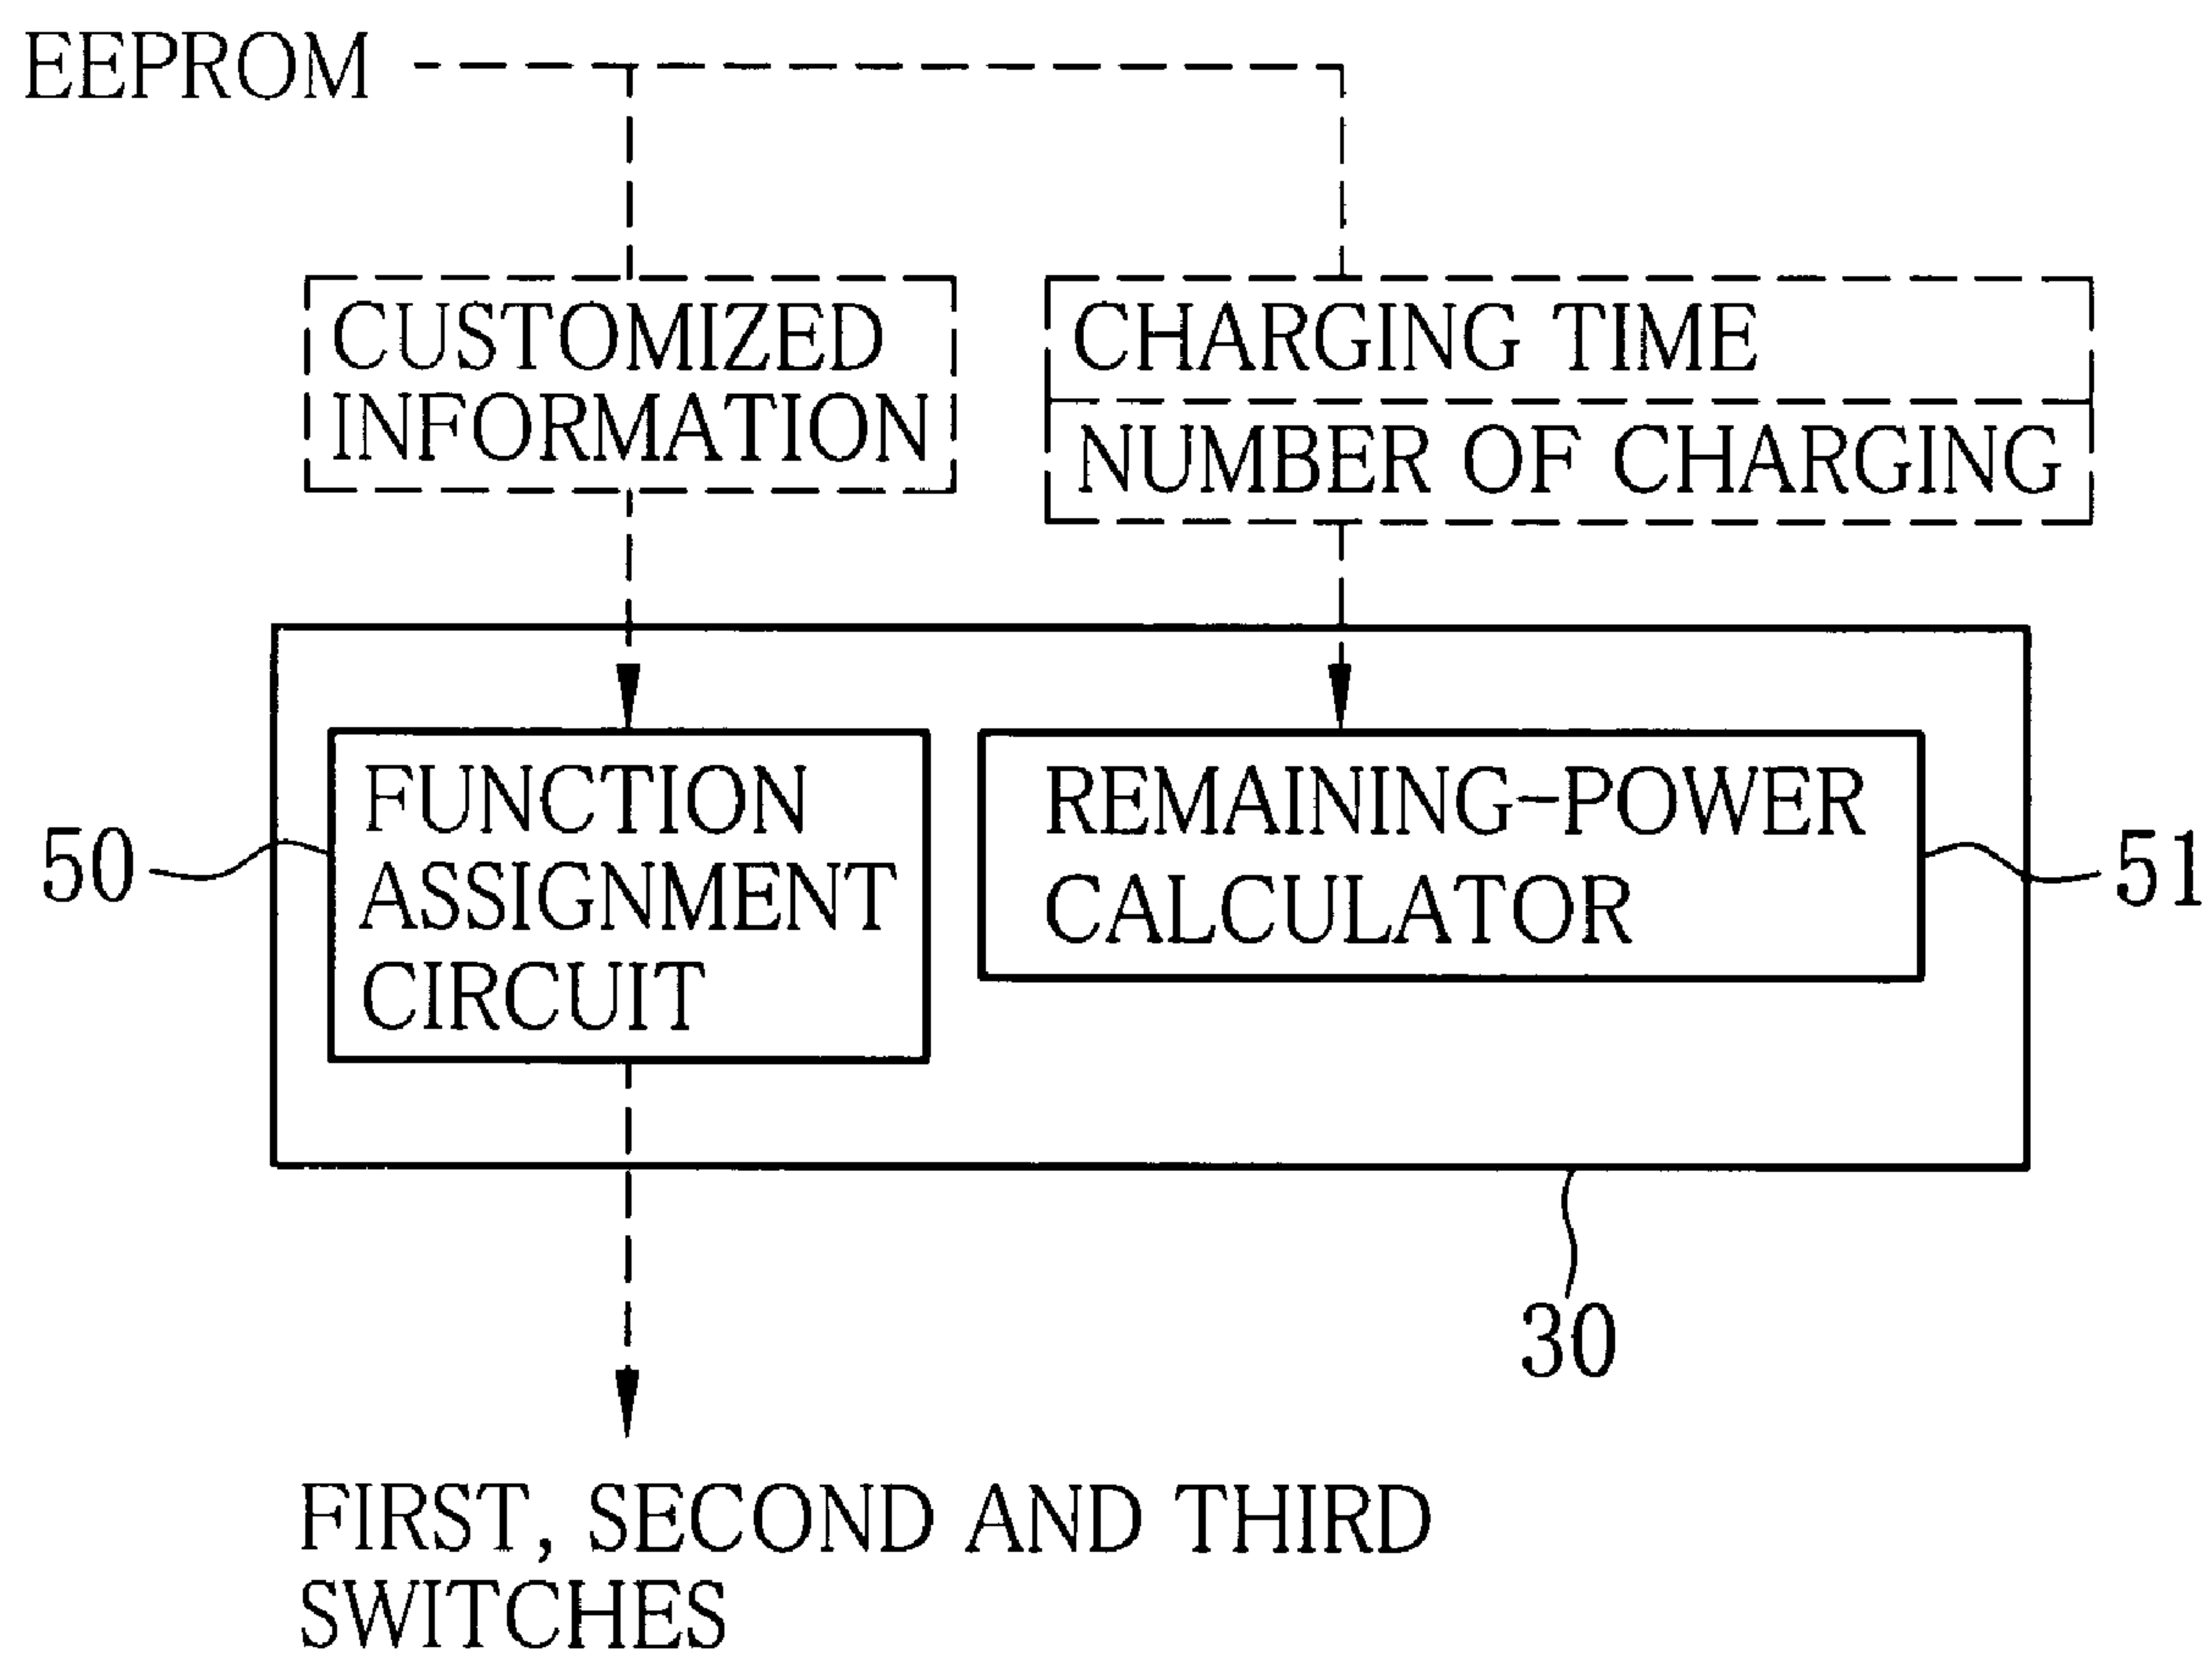 EEPROM
CUSTOMIZED
INFORMATION
CHARGING TIME
NUMBER OF CHARGING
50
FUNCTION
ASSIGNMENT
CIRCUIT
REMAINING-POWER
CALCULATOR
51
30
FIRST, SECOND AND THIRD
SWITCHES